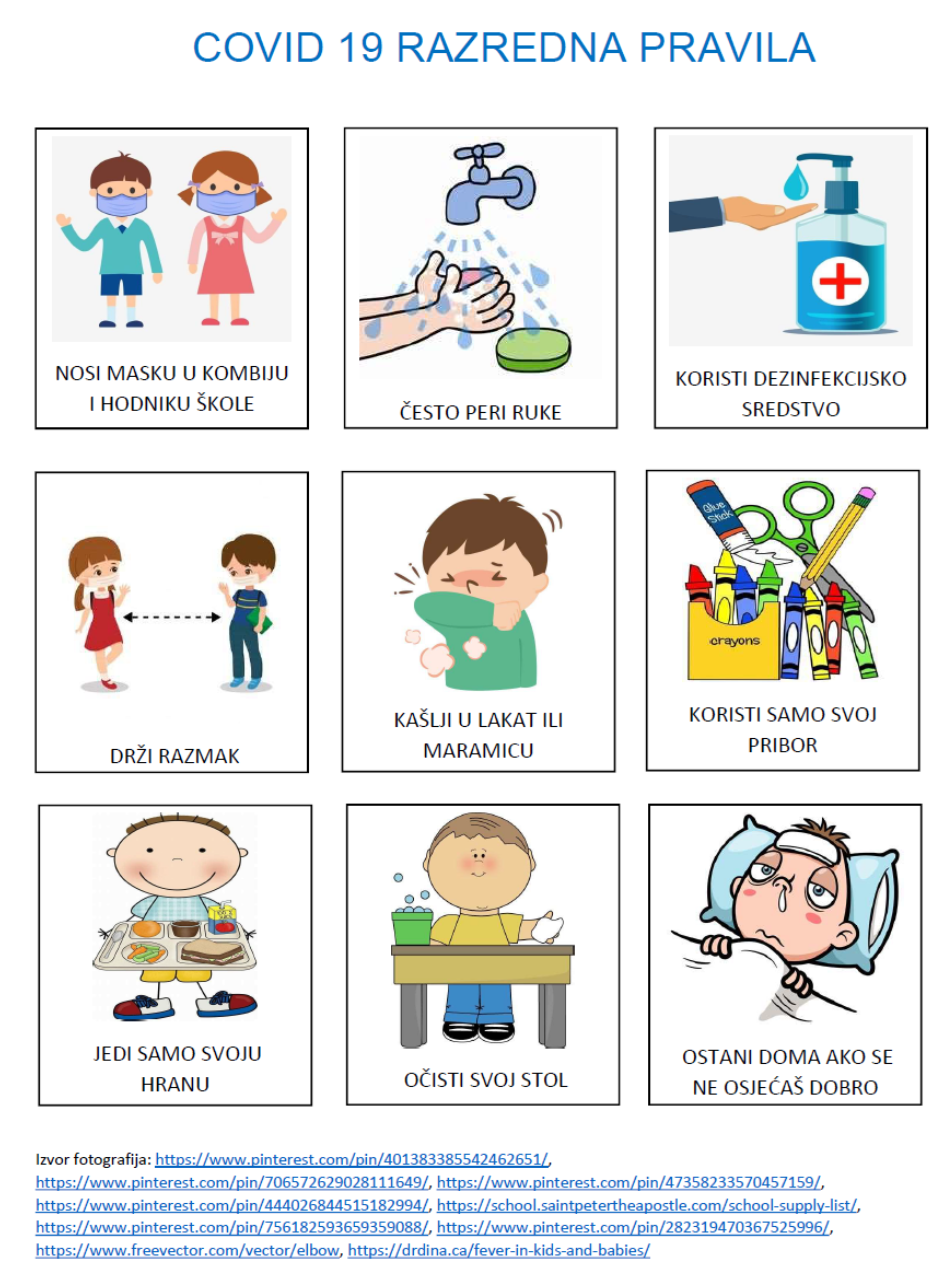 COVID 19 RAZREDNA PRAVILA
NOSI MASKU U KOMBIJU
I HODNIKU ŠKOLE
ČESTO PERI RUKE
KORISTI DEZINFEKCIJSKO
SREDSTVO
DRŽI RAZMAK
KAŠLJI U LAKAT ILI
MARAMICU
Glue
Stick
crayons
KORISTI SAMO SVOJ
PRIBOR
JEDI SAMO SVOJU
HRANU
OČISTI SVOJ STOL
OSTANI DOMA AKO SE
NE OSJEĆAŠ DOBRO
Izvor fotografija: https://www.pinterest.com/pin/401383385542462651/,
https://www.pinterest.com/pin/706572629028111649/, https://www.pinterest.com/pin/47358233570457159/,
https://www.pinterest.com/pin/444026844515182994/, https://school.saintpetertheapostle.com/school-supply-list/,
https://www.pinterest.com/pin/756182593659359088/, https://www.pinterest.com/pin/282319470367525996/,
https://www.freevector.com/vector/elbow, https://drdina.ca/fever-in-kids-and-babies/